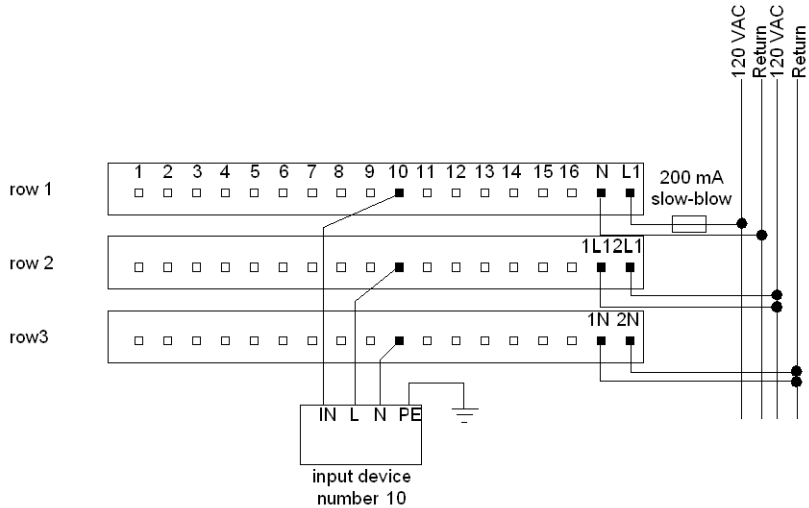 120 VAC
Return
120 VAC
Return
1 2 3 4 5 6 7 8 9 10 11 12 13 14 15 16 N L1
row 1
200 mA
slow-blow
1L12L1
row 2
1N 2N
row3
IN L N PE
input device
number 10